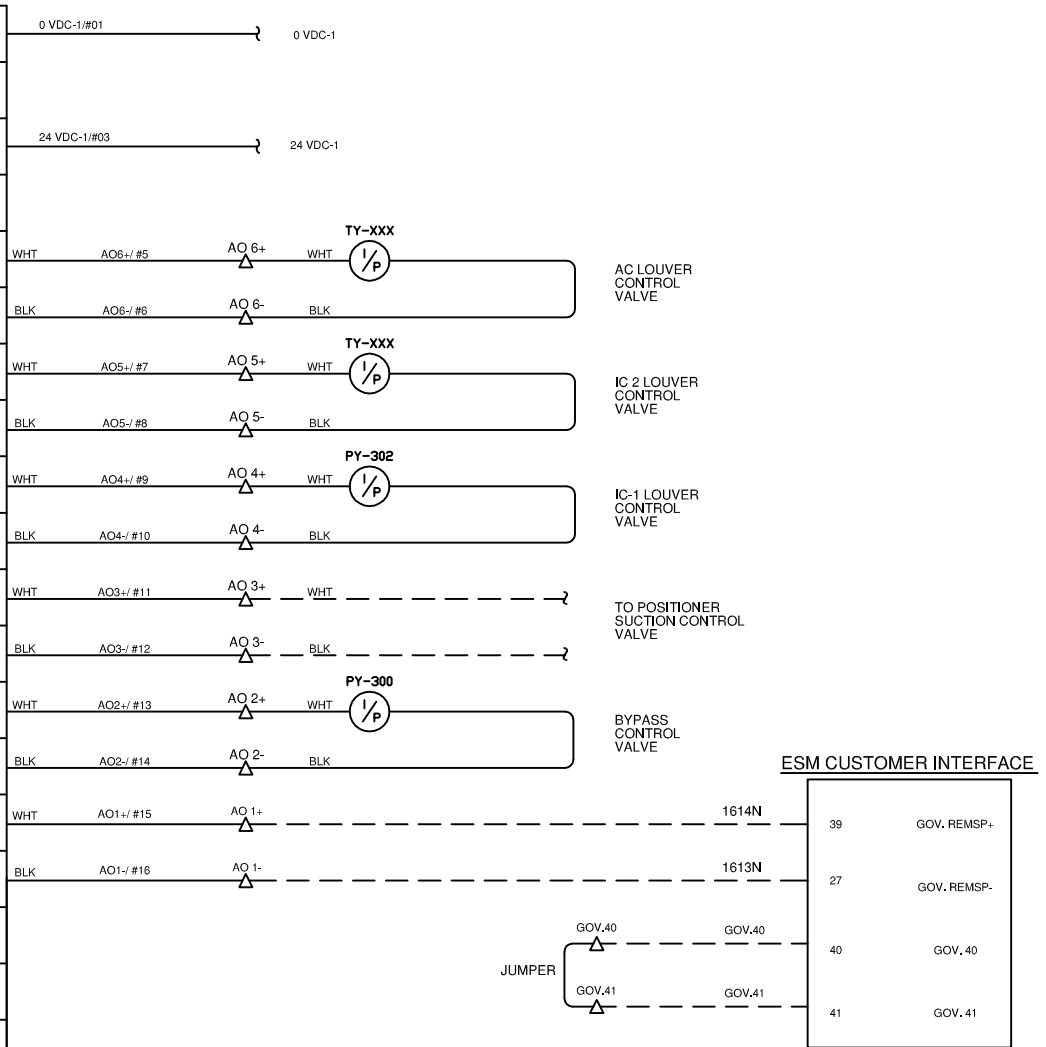 0 VDC-1/#01
0 VDC-1
24 VDC-1/#03
24 VDC-1
TY-XXX
WHT AO6+/ #5 AO 6+ WHT I/P
AC LOUVER
CONTROL
VALVE
BLK AO6-/ #6 AO 6- BLK
TY-XXX
WHT AO5+/ #7 AO 5+ WHT I/P
IC 2 LOUVER
CONTROL
VALVE
BLK AO5-/ #8 AO 5- BLK
PY-302
WHT AO4+/ #9 AO 4+ WHT I/P
IC-1 LOUVER
CONTROL
VALVE
BLK AO4-/ #10 AO 4- BLK
WHT AO3+/ #11 AO 3+ WHT
TO POSITIONER
SUCTION CONTROL
VALVE
BLK AO3-/ #12 AO 3- BLK
PY-300
WHT AO2+/ #13 AO 2+ WHT I/P
BYPASS
CONTROL
VALVE
BLK AO2-/ #14 AO 2- BLK
ESM CUSTOMER INTERFACE
WHT AO1+/ #15 AO 1+ 1614N 39 GOV. REMSP+
BLK AO1-/ #16 AO 1- 1613N 27 GOV. REMSP-
GOV.40 GOV.40 40 GOV. 40
JUMPER
GOV.41 GOV.41 41 GOV. 41